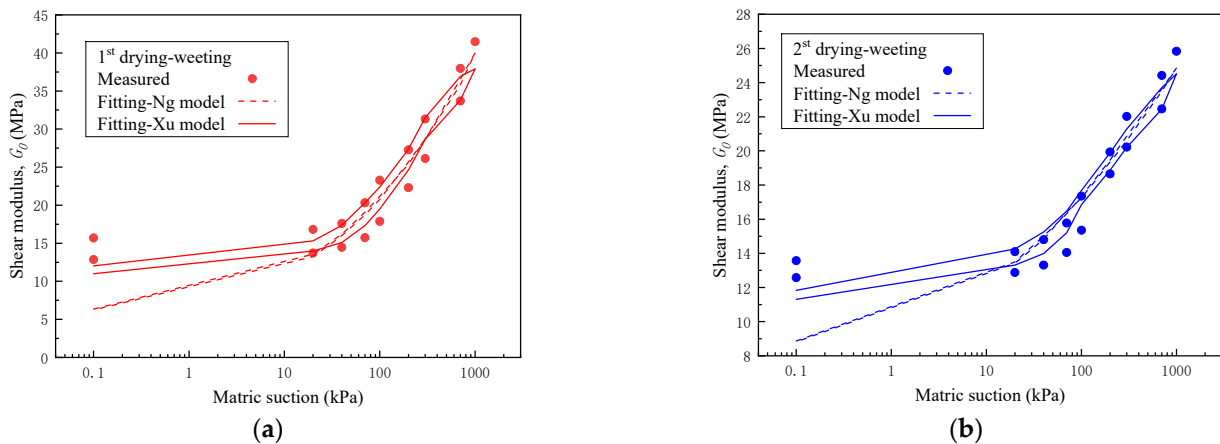 45
40
35
30
25
20
15
10
5
0
Shear modulus, G0 (MPa)
1st drying-weeting
Measured
Fitting-Ng model
Fitting-Xu model
0.1
1
10
100
1000
Matric suction (kPa)
(a)
28
26
24
22
20
18
16
14
12
10
8
Shear modulus, G0 (MPa)
2st drying-weeting
Measured
Fitting-Ng model
Fitting-Xu model
0.1
1
10
100
1000
Matric suction (kPa)
(b)